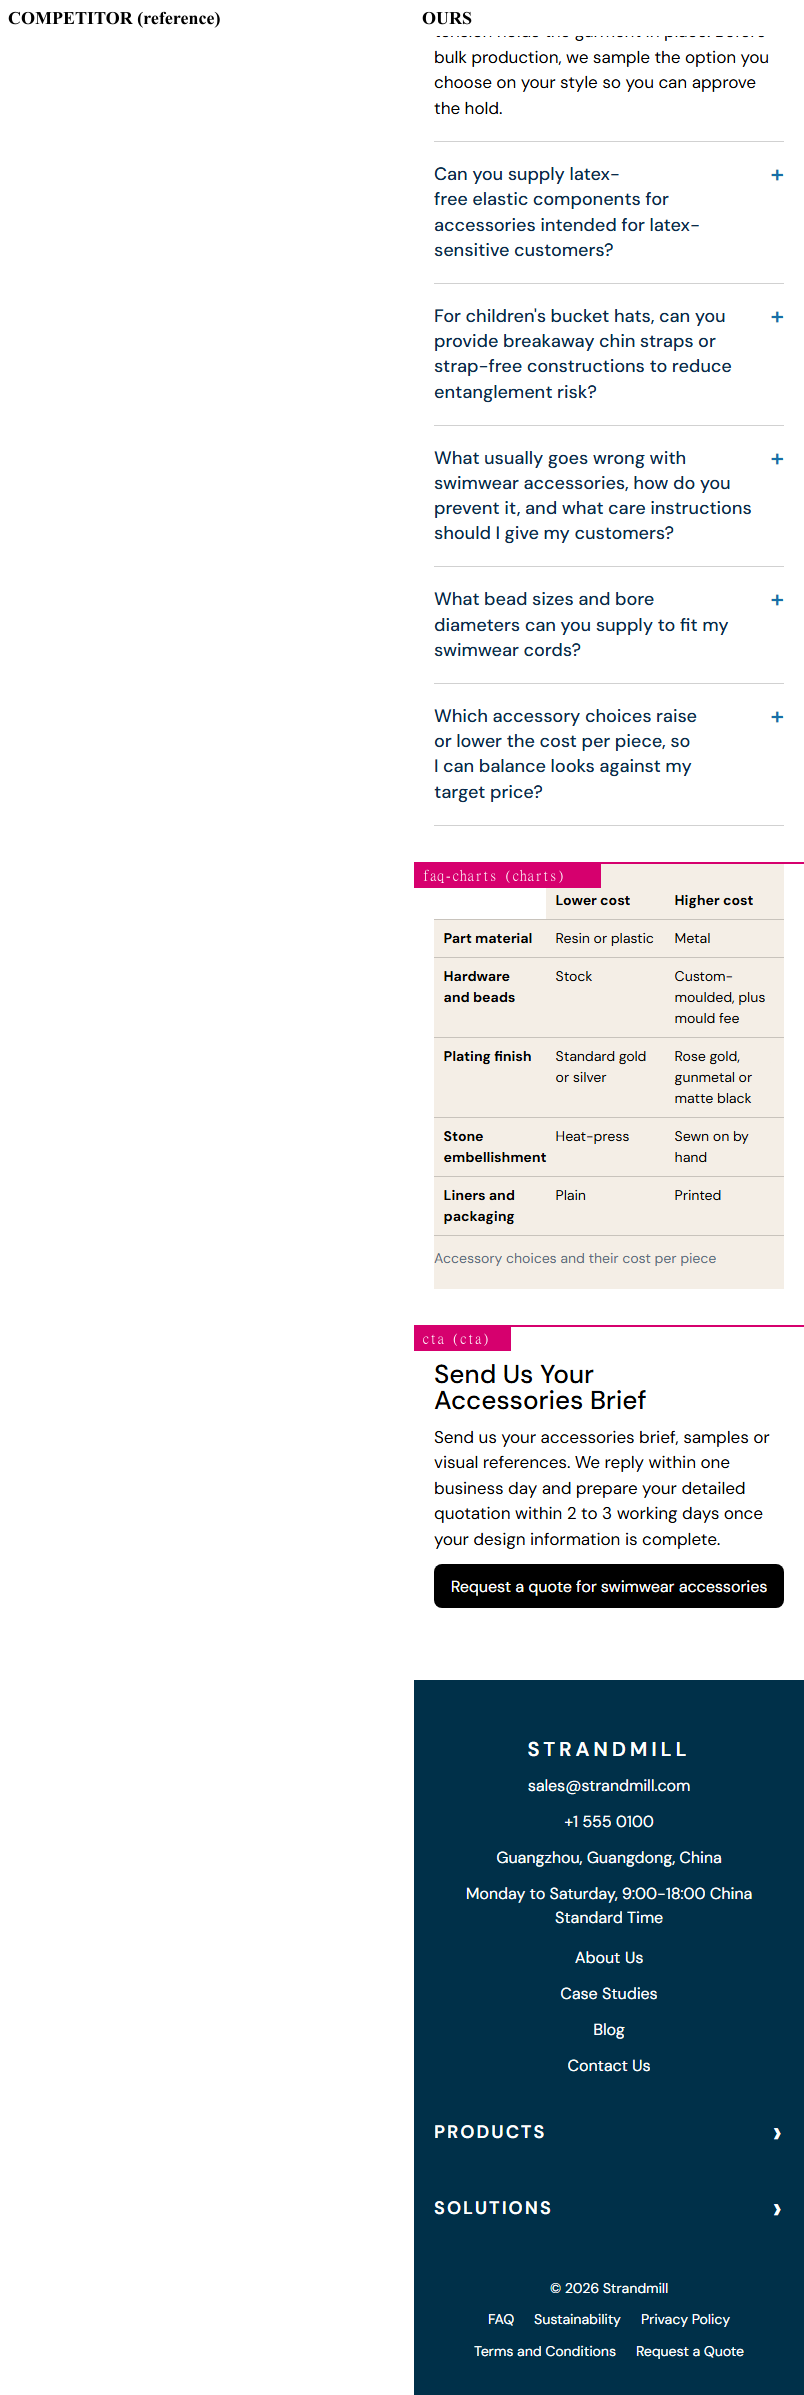 COMPETITOR (reference)
OURS
tension holds the garment in place. Before
bulk production, we sample the option you
choose on your style so you can approve
the hold.
Can you supply latex-
free elastic components for
accessories intended for latex-
sensitive customers?
+
For children's bucket hats, can you
provide breakaway chin straps or
strap-free constructions to reduce
entanglement risk?
+
What usually goes wrong with
swimwear accessories, how do you
prevent it, and what care instructions
should I give my customers?
+
What bead sizes and bore
diameters can you supply to fit my
swimwear cords?
+
Which accessory choices raise
or lower the cost per piece, so
I can balance looks against my
target price?
+
faq-charts (charts)
Lower cost
Higher cost
Part material
Resin or plastic
Metal
Hardware
and beads
Stock
Custom-
moulded, plus
mould fee
Plating finish
Standard gold
or silver
Rose gold,
gunmetal or
matte black
Stone
embellishment
Heat-press
Sewn on by
hand
Liners and
packaging
Plain
Printed
Accessory choices and their cost per piece
cta (cta)
Send Us Your
Accessories Brief
Send us your accessories brief, samples or
visual references. We reply within one
business day and prepare your detailed
quotation within 2 to 3 working days once
your design information is complete.
Request a quote for swimwear accessories
STRANDMILL
sales@strandmill.com
+1 555 0100
Guangzhou, Guangdong, China
Monday to Saturday, 9:00-18:00 China
Standard Time
About Us
Case Studies
Blog
Contact Us
PRODUCTS
SOLUTIONS
© 2026 Strandmill
FAQ Sustainability Privacy Policy
Terms and Conditions Request a Quote